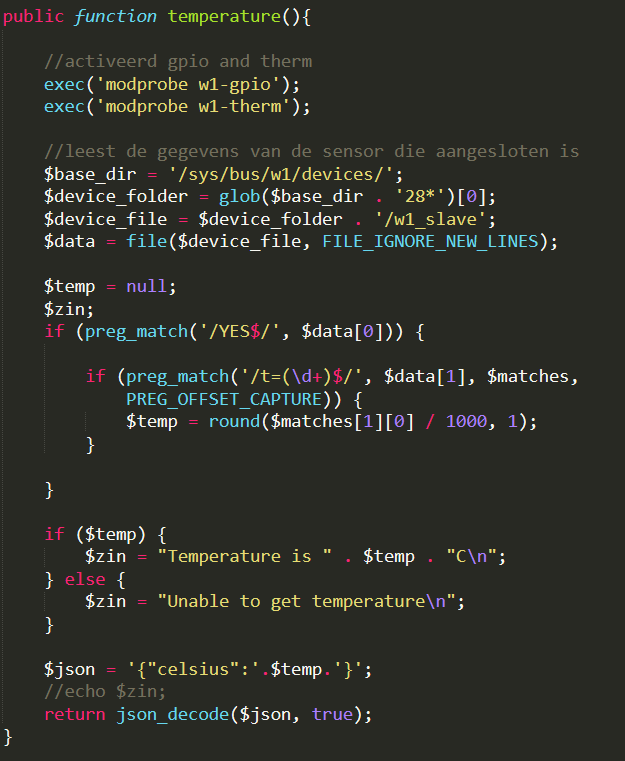 public function temperature(){
//activeerd gpio and therm
exec('modprobe w1-gpio');
exec('modprobe w1-therm');
//leest de gegevens van de sensor die aangesloten is
$base_dir = '/sys/bus/w1/devices/';
$device_folder = glob($base_dir . '28*')[0];
$device_file = $device_folder . '/w1_slave';
$data = file($device_file, FILE_IGNORE_NEW_LINES);
$temp = null;
$zin;
if (preg_match('/YES$/', $data[0])) {
if (preg_match('/t=(\d+)$/', $data[1], $matches,
PREG_OFFSET_CAPTURE)) {
$temp = round($matches[1][0] / 1000, 1);
}
}
if ($temp) {
$zin = "Temperature is " . $temp . "C\n";
} else {
$zin = "Unable to get temperature\n";
}
$json = '{"celsius":'.$temp.'}';
//echo $zin;
return json_decode($json, true);
}